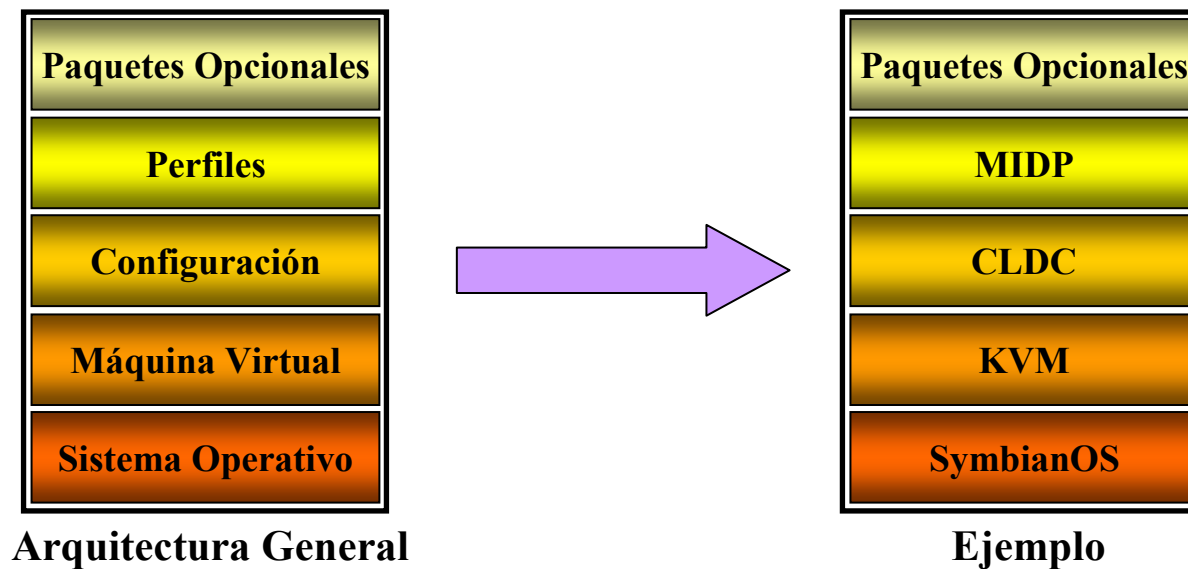 Paquetes Opcionales
Perfiles
Configuración
Máquina Virtual
Sistema Operativo
Arquitectura General
Paquetes Opcionales
MIDP
CLDC
KVM
SymbianOS
Ejemplo